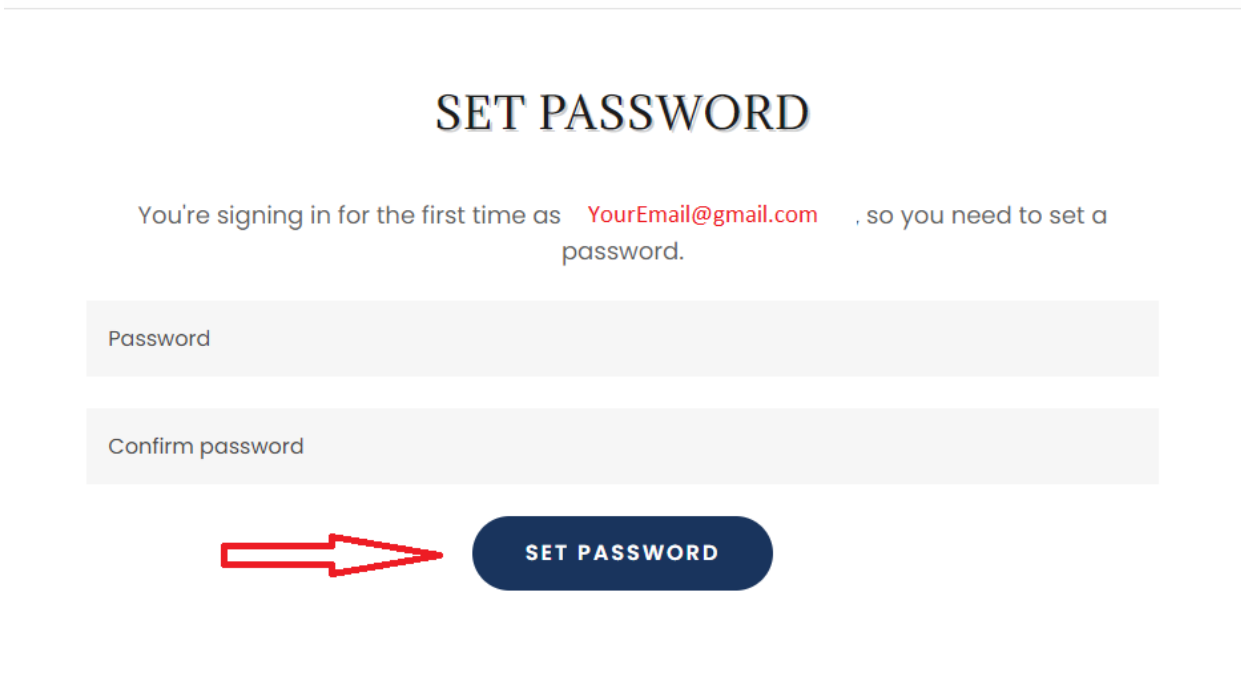 SET PASSWORD
You're signing in for the first time as YourEmail@gmail.com , so you need to set a
password.
Password
Confirm password
SET PASSWORD